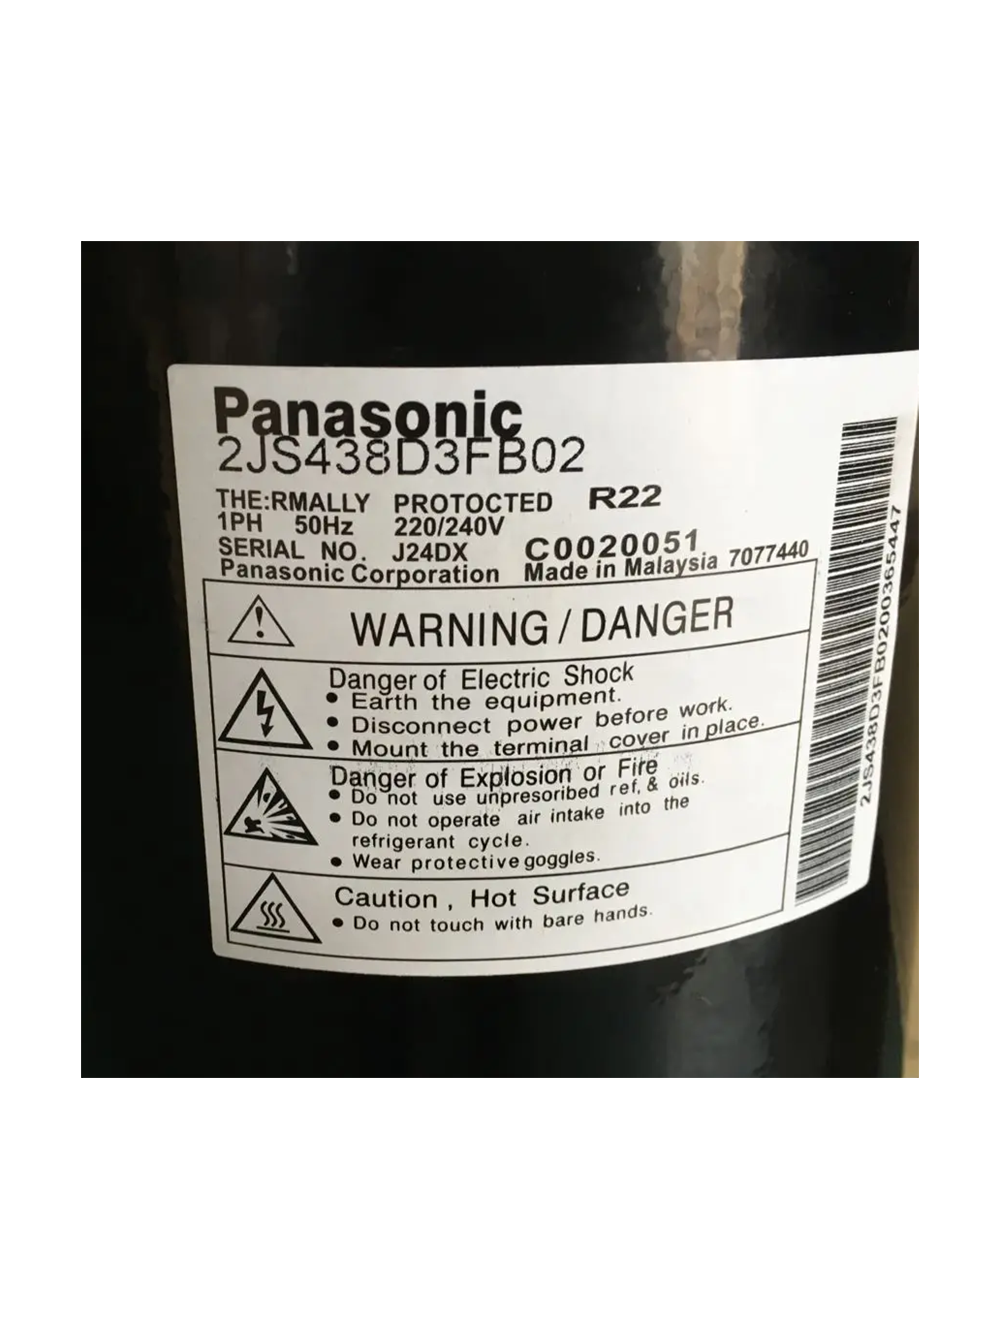 Panasonic
2JS438D3FB02
THE:RMALLY PROTOCTED R22
1PH 50Hz 220/240V
SERIAL NO. J24DX C0020051
Panasonic Corporation Made in Malaysia 7077440
WARNING / DANGER
Danger of Electric Shock
• Earth the equipment.
• Disconnect power before work.
• Mount the terminal cover in place.
Danger of Explosion or Fire
• Do not use unpresoribed ref, & oils.
• Do not operate air intake into the
refrigerant cycle.
• Wear protective goggles.
Caution, Hot Surface
• Do not touch with bare hands.
2JS438D3FB0200365447